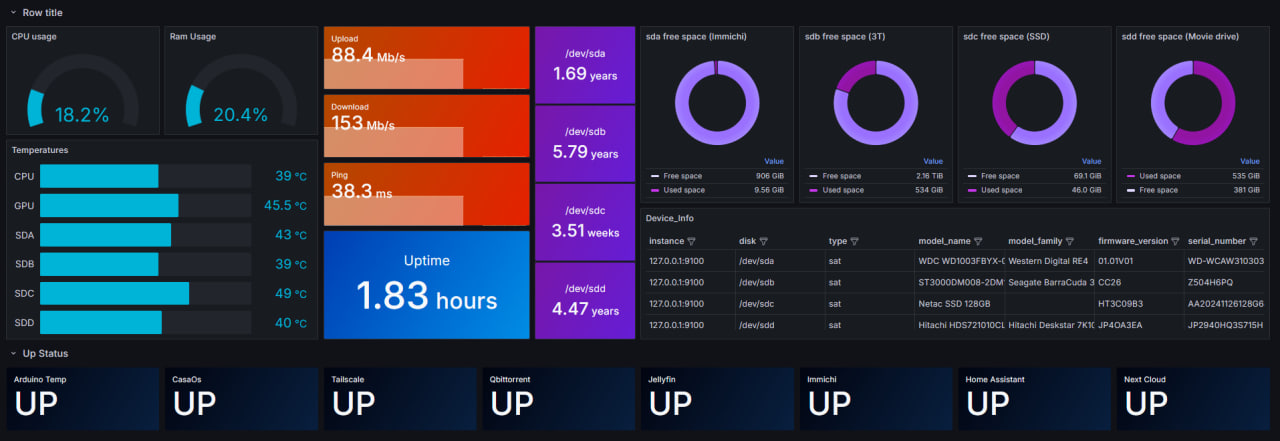 Row title
CPU usage
18.2%
Ram Usage
20.4%
Temperatures
CPU 39 °C
GPU 45.5 °C
SDA 43 °C
SDB 39 °C
SDC 49 °C
SDD 40 °C
Upload
88.4 Mb/s
Download
153 Mb/s
Ping
38.3 ms
Uptime
1.83 hours
/dev/sda
1.69 years
/dev/sdb
5.79 years
/dev/sdc
3.51 weeks
/dev/sdd
4.47 years
sda free space (Immichi)
Value
Free space 906 GiB
Used space 9.56 GiB
sdb free space (3T)
Value
Free space 2.16 TiB
Used space 534 GiB
sdc free space (SSD)
Value
Free space 69.1 GiB
Used space 46.0 GiB
sdd free space (Movie drive)
Value
Used space 535 GiB
Free space 381 GiB
Device_Info
instance disk type model_name model_family firmware_version serial_number
127.0.0.1:9100 /dev/sda sat WDC WD1003FBYX-0 Western Digital RE4 01.01V01 WD-WCAW310303
127.0.0.1:9100 /dev/sdb sat ST3000DM008-2DM1 Seagate BarraCuda 3 CC26 Z504H6PQ
127.0.0.1:9100 /dev/sdc sat Netac SSD 128GB HT3C09B3 AA20241126128G6
127.0.0.1:9100 /dev/sdd sat Hitachi HDS721010CL Hitachi Deskstar 7K10 JP4OA3EA JP2940HQ3S715H
Up Status
Arduino Temp
UP
CasaOs
UP
Tailscale
UP
Qbittorrent
UP
Jellyfin
UP
Immichi
UP
Home Assistant
UP
Next Cloud
UP